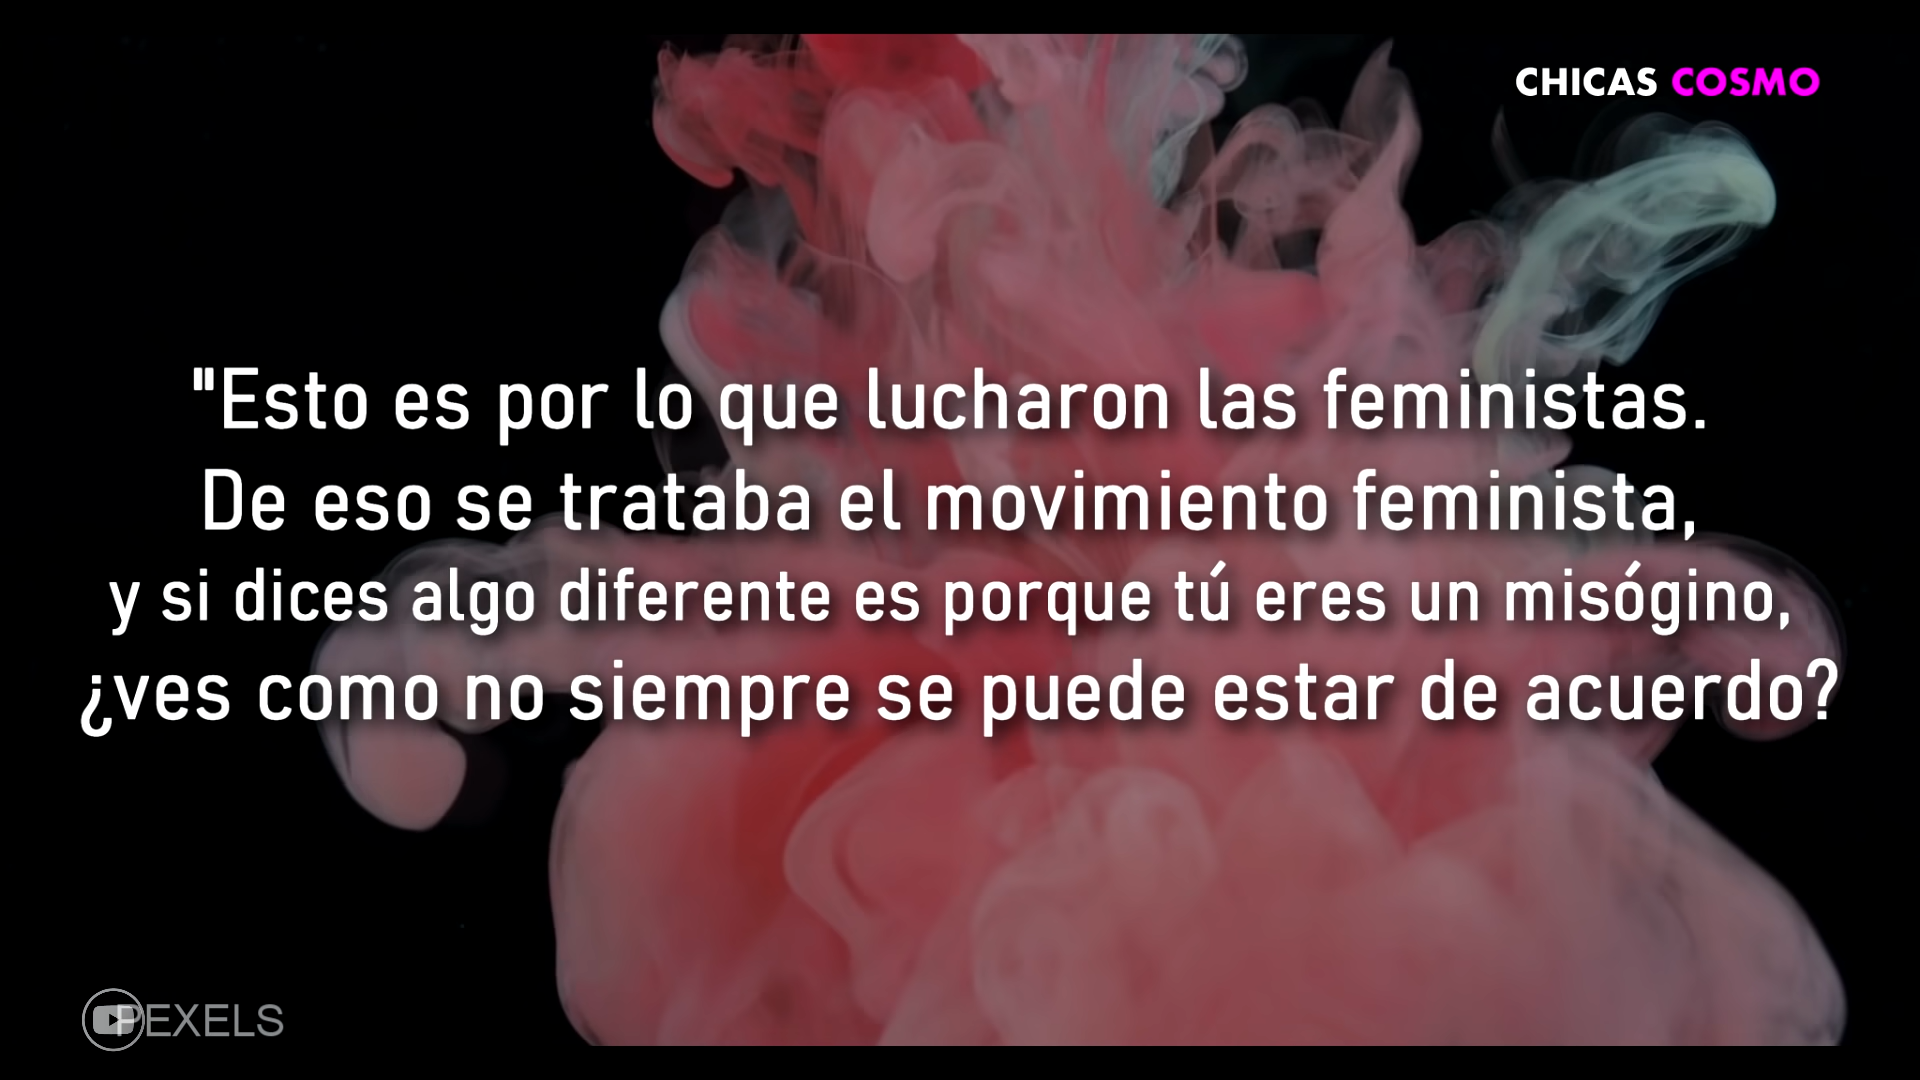 CHICAS COSMO
"Esto es por lo que lucharon las feministas.
De eso se trataba el movimiento feminista,
y si dices algo diferente es porque tú eres un misógino,
¿ves como no siempre se puede estar de acuerdo?
PEXELS